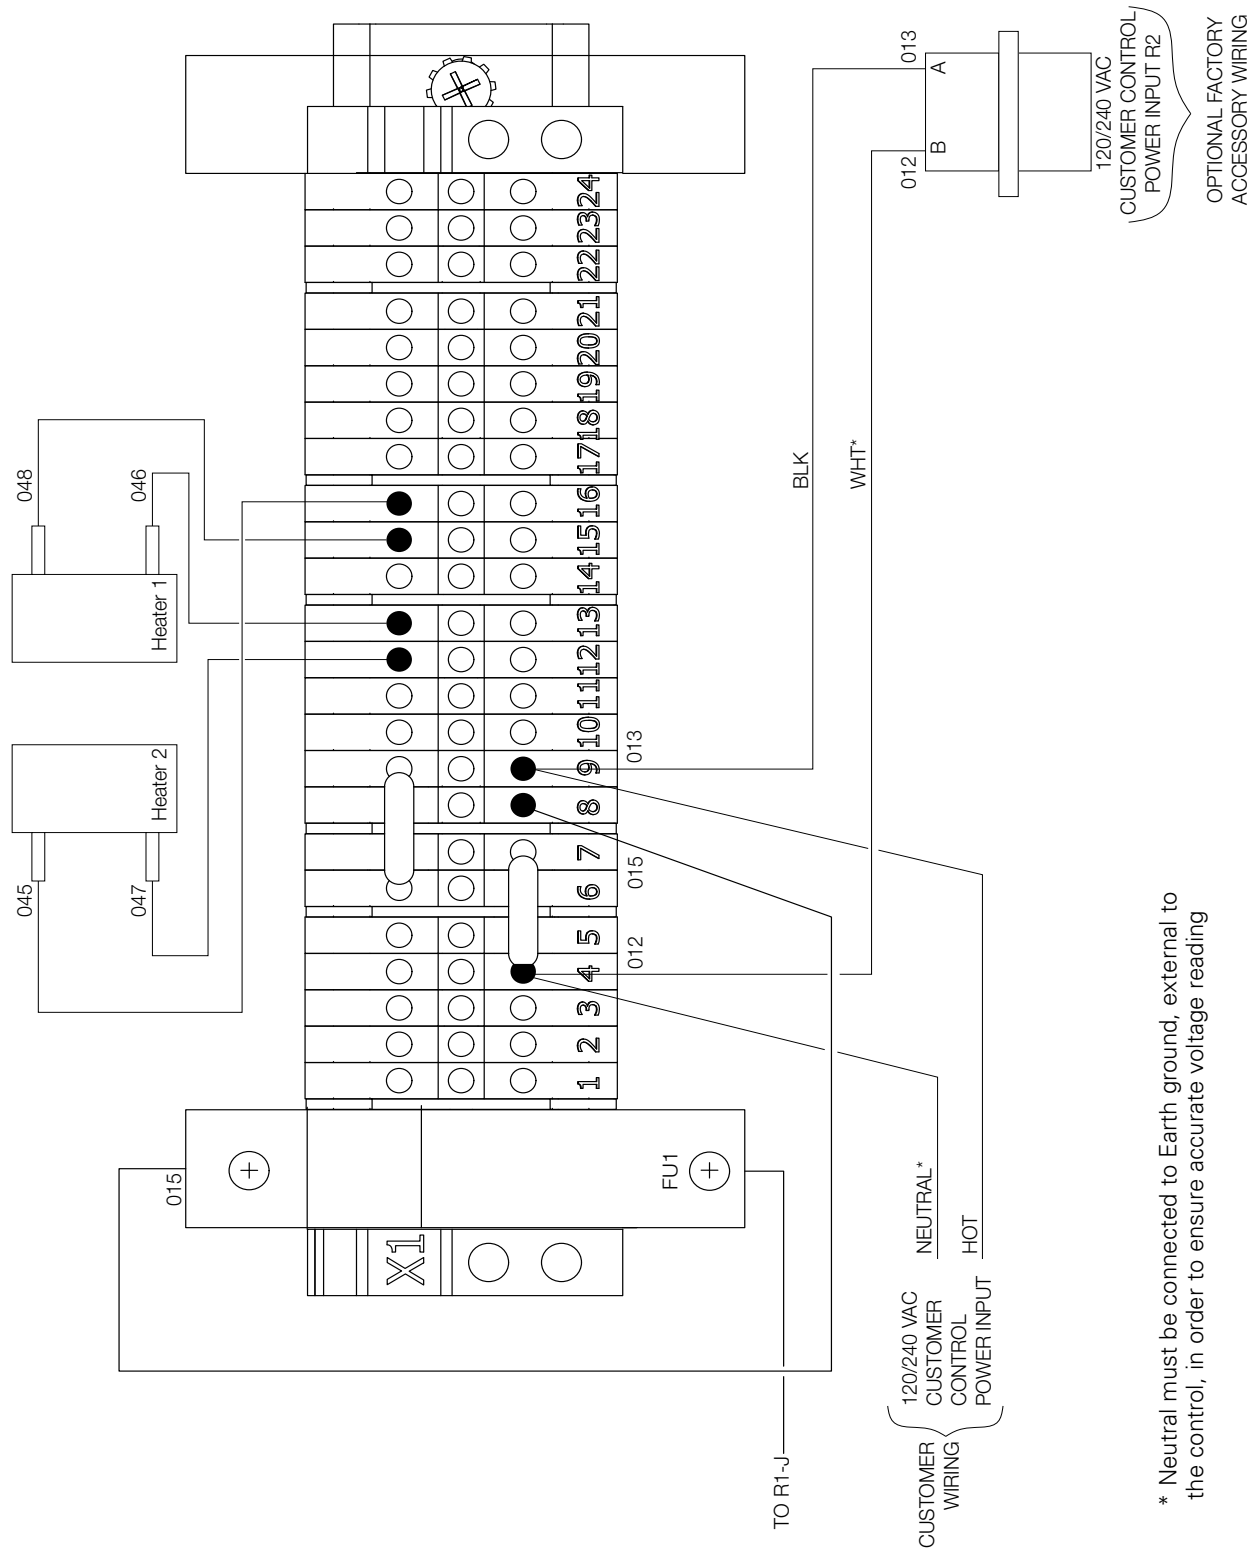 013
A
B
012
120/240 VAC
CUSTOMER CONTROL
POWER INPUT R2
OPTIONAL FACTORY
ACCESSORY WIRING
048
046
Heater 1
Heater 2
045
047
BLK
WHT*
24
23
22
21
20
19
18
17
16
15
14
13
12
11
10
9
8
7
6
5
4
3
2
1
013
015
012
015
FU1
X1
NEUTRAL*
HOT
120/240 VAC
CUSTOMER
CONTROL
POWER INPUT
CUSTOMER
WIRING
TO R1-J
* Neutral must be connected to Earth ground, external to
the control, in order to ensure accurate voltage reading